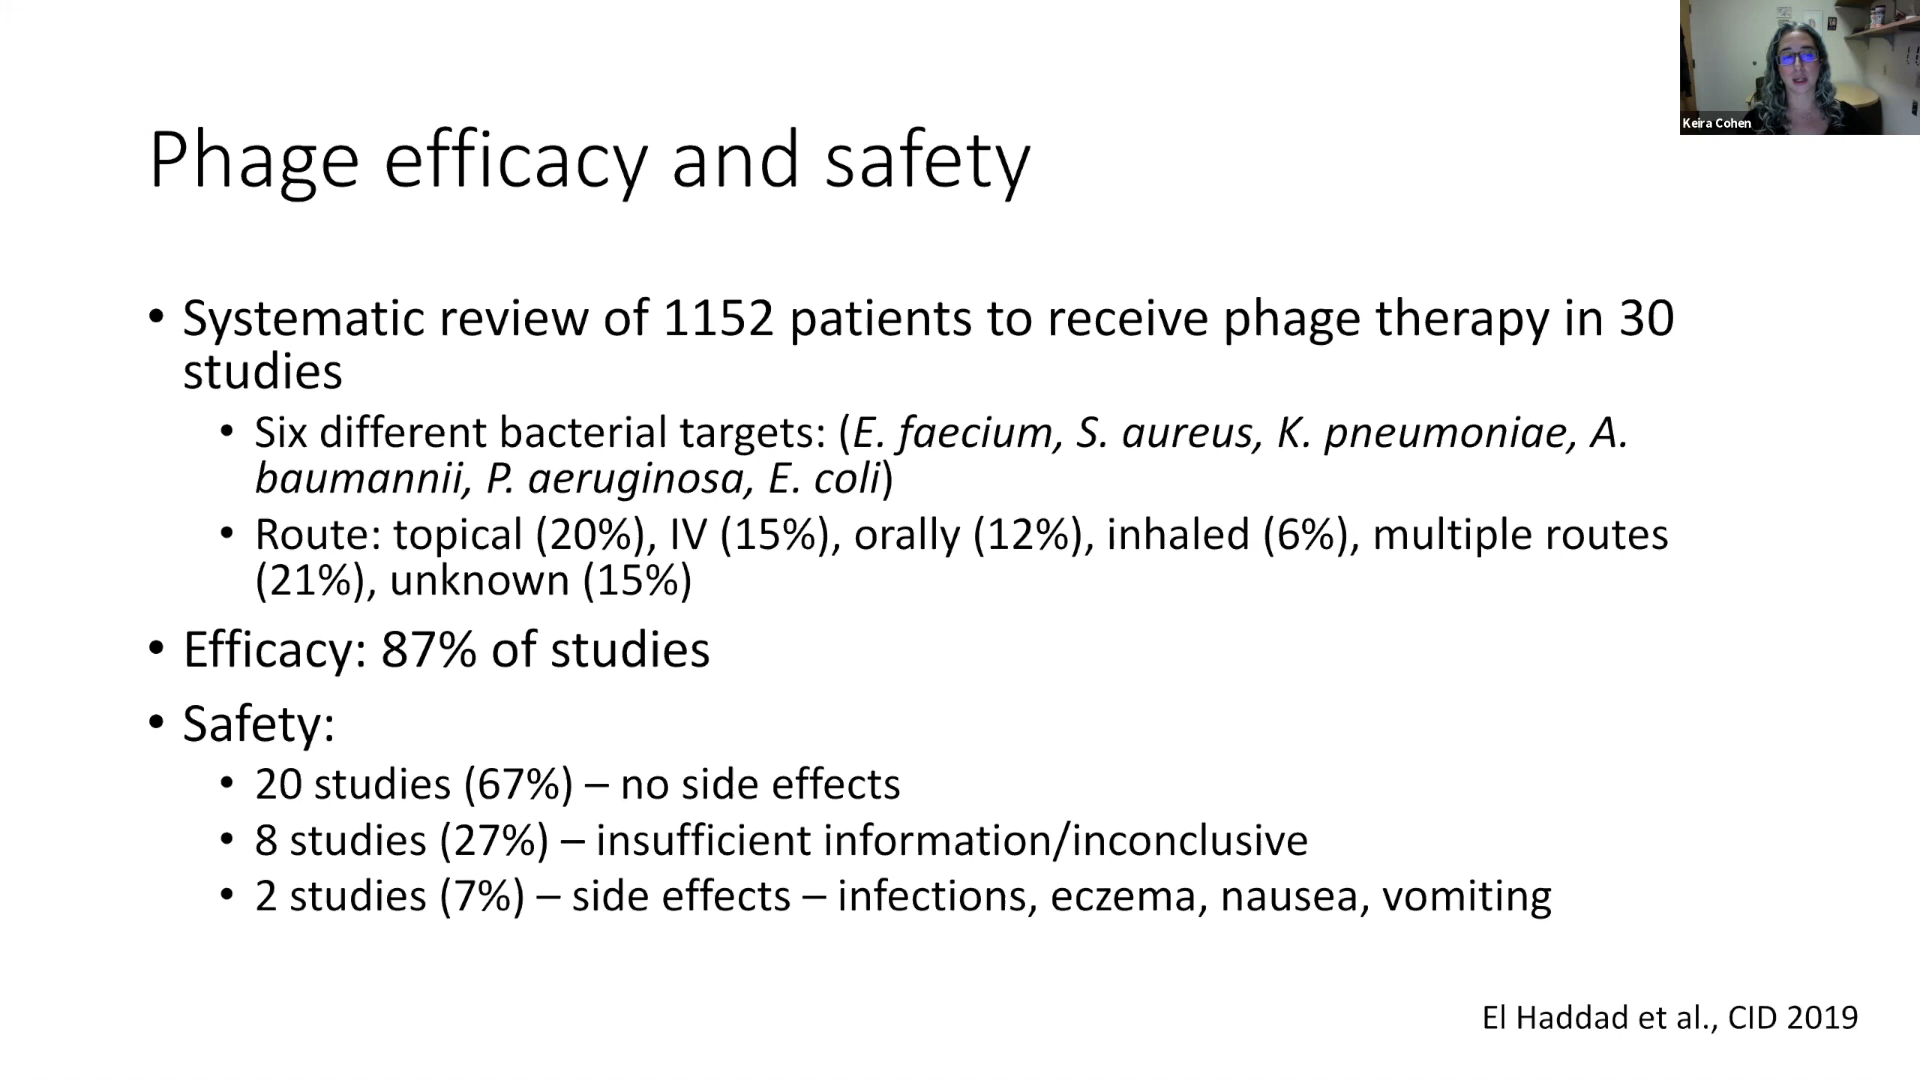 Keira Cohen
Phage efficacy and safety
• Systematic review of 1152 patients to receive phage therapy in 30
studies
• Six different bacterial targets: (E. faecium, S. aureus, K. pneumoniae, A.
baumannii, P. aeruginosa, E. coli)
• Route: topical (20%), IV (15%), orally (12%), inhaled (6%), multiple routes
(21%), unknown (15%)
• Efficacy: 87% of studies
• Safety:
• 20 studies (67%) – no side effects
• 8 studies (27%) – insufficient information/inconclusive
• 2 studies (7%) – side effects – infections, eczema, nausea, vomiting
El Haddad et al., CID 2019